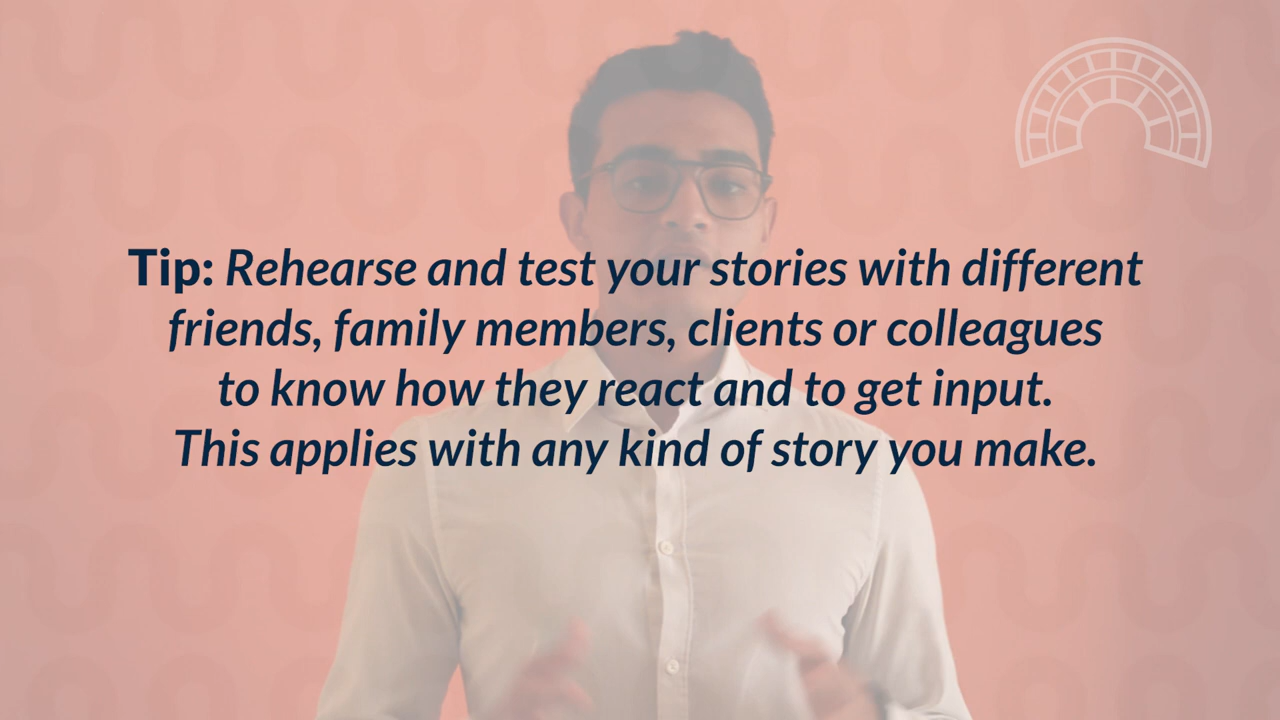 Tip: Rehearse and test your stories with different
friends, family members, clients or colleagues
to know how they react and to get input.
This applies with any kind of story you make.